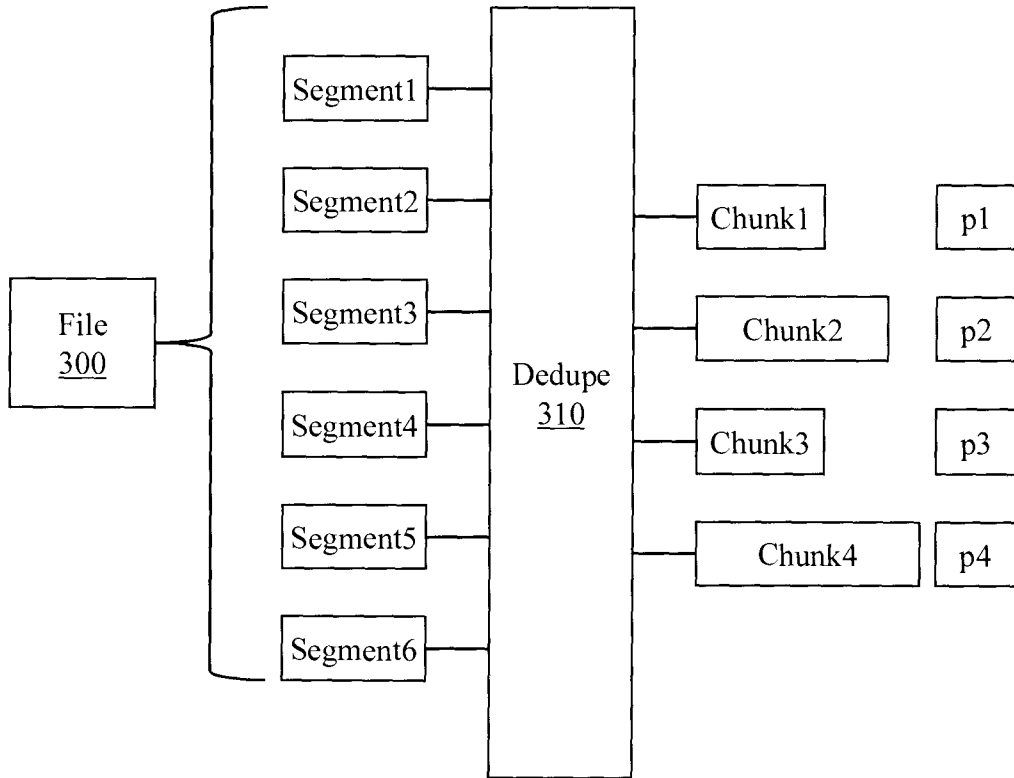 File
300
Segment1
Segment2
Segment3
Segment4
Segment5
Segment6
Dedupe
310
Chunk1
p1
Chunk2
p2
Chunk3
p3
Chunk4
p4